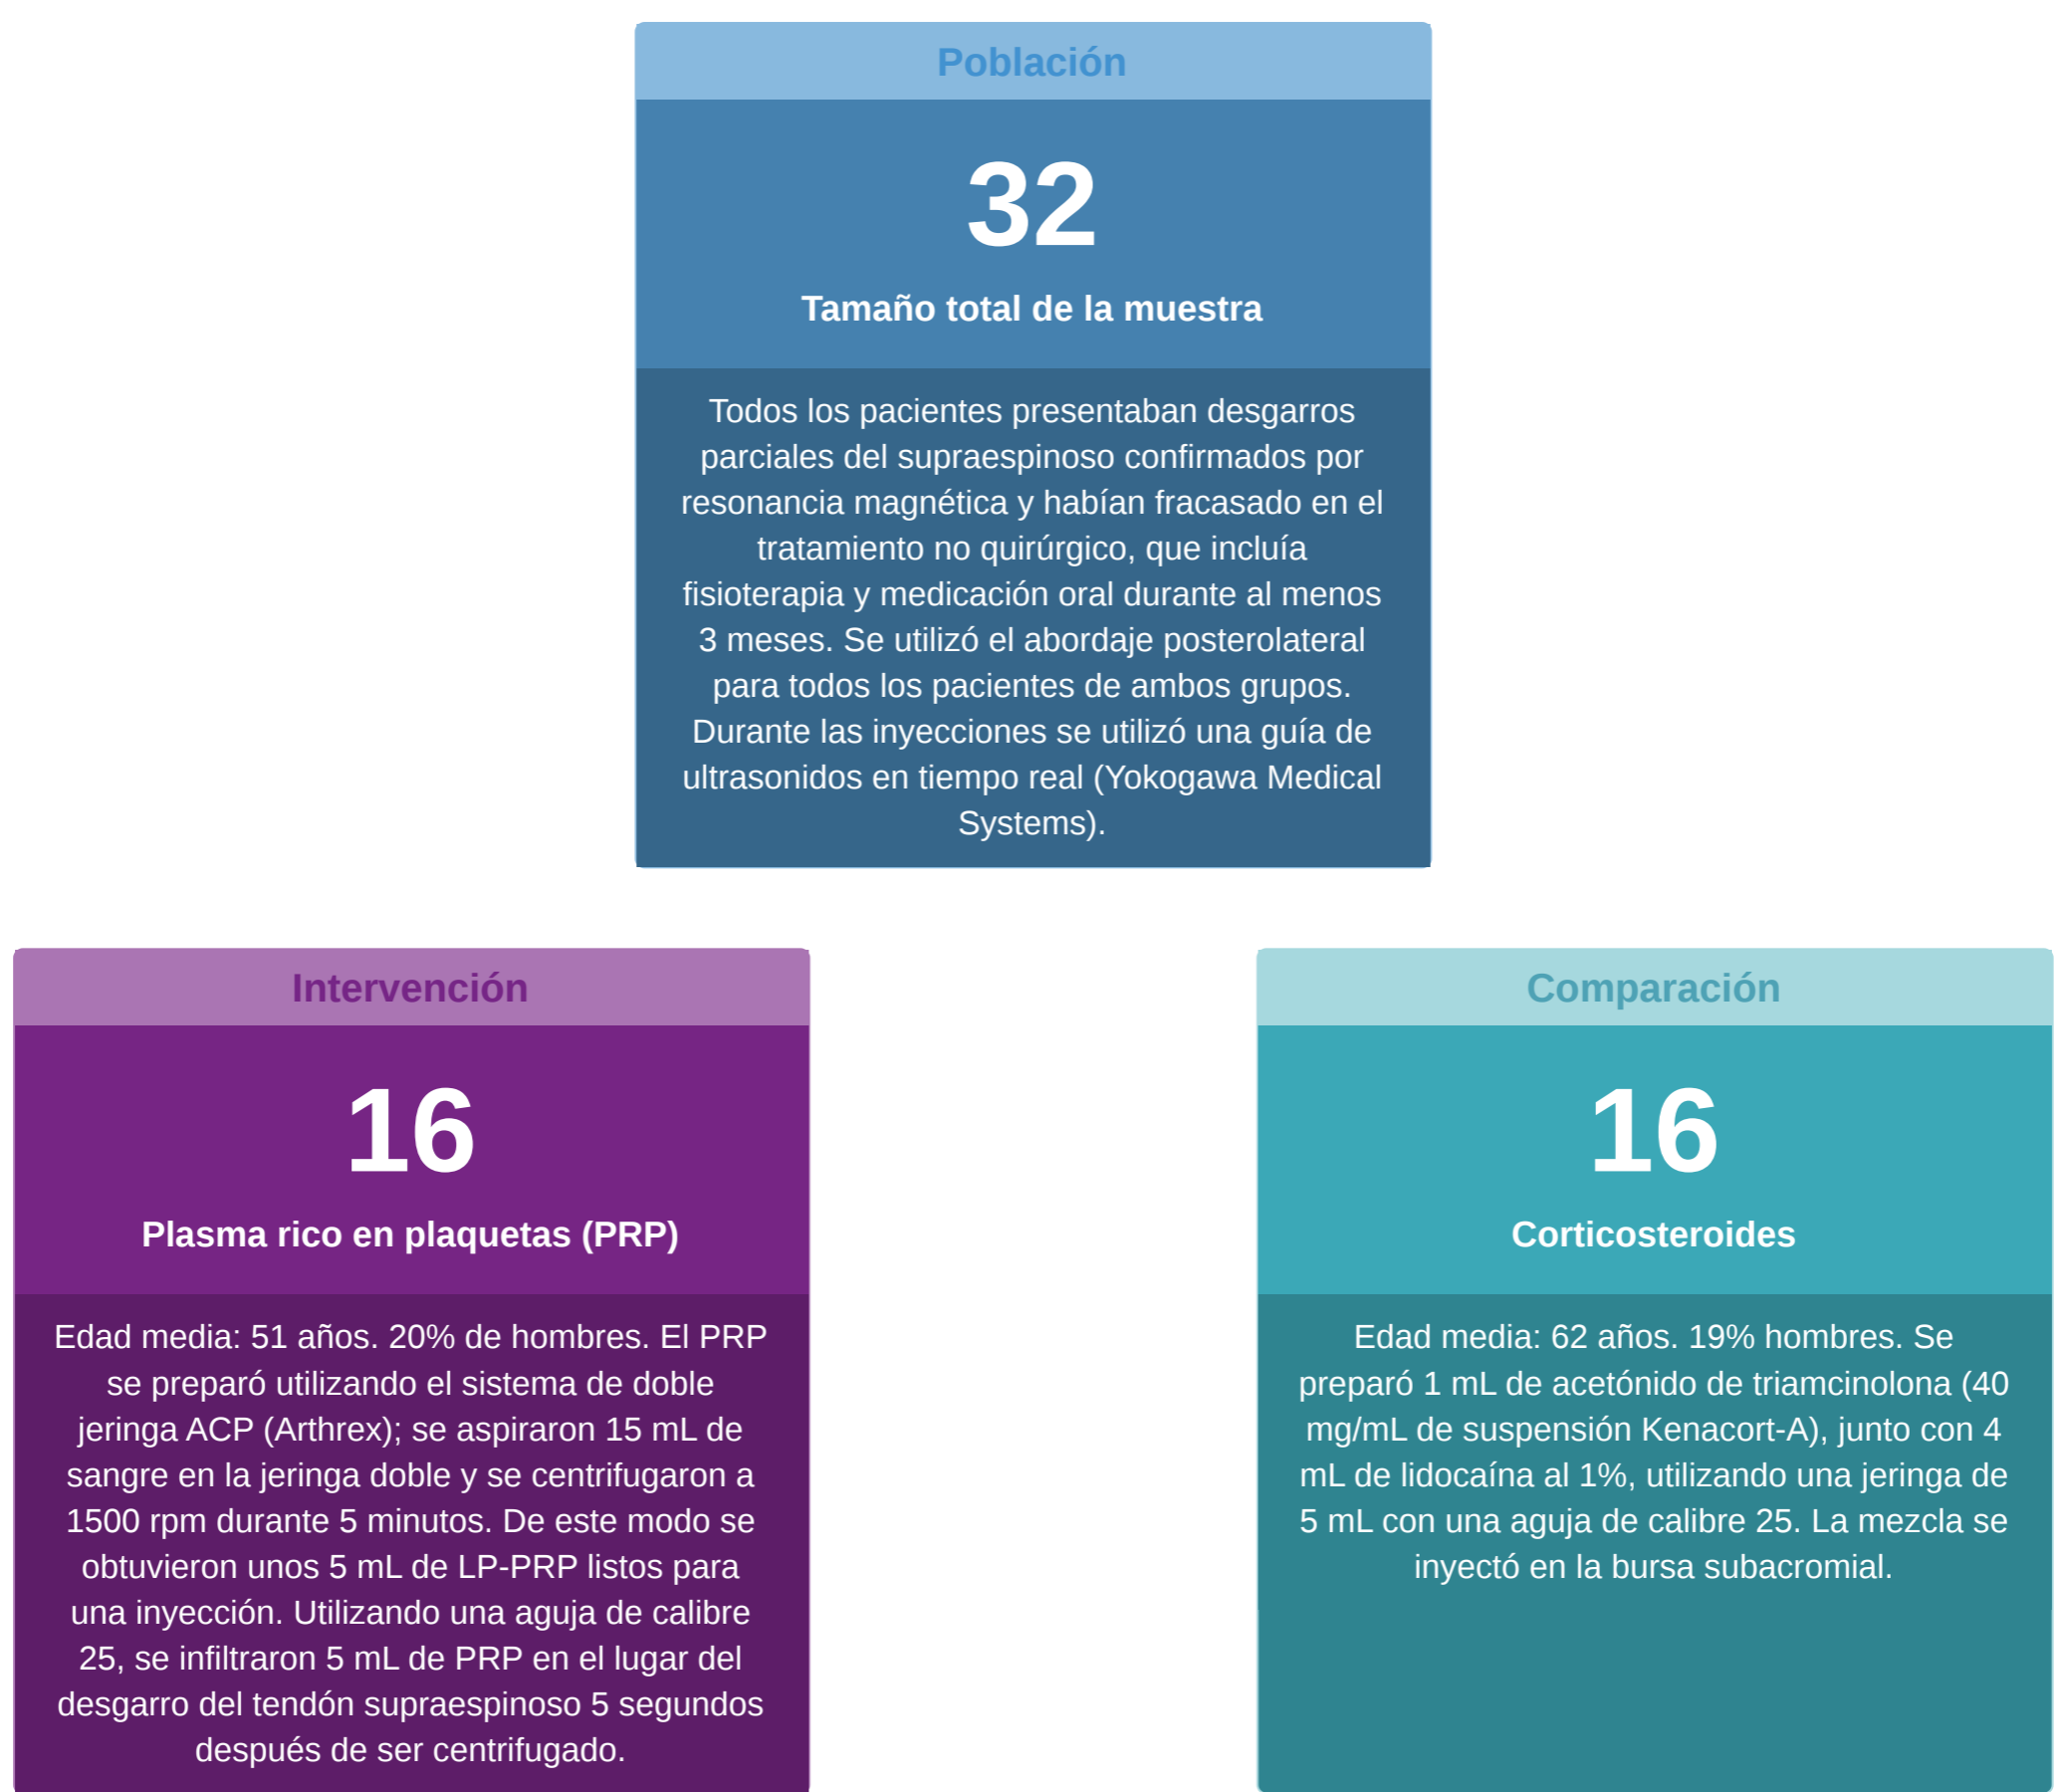 Población
32
Tamaño total de la muestra
Todos los pacientes presentaban desgarros
parciales del supraespinoso confirmados por
resonancia magnética y habían fracasado en el
tratamiento no quirúrgico, que incluía
fisioterapia y medicación oral durante al menos
3 meses. Se utilizó el abordaje posterolateral
para todos los pacientes de ambos grupos.
Durante las inyecciones se utilizó una guía de
ultrasonidos en tiempo real (Yokogawa Medical
Systems).
Intervención
16
Plasma rico en plaquetas (PRP)
Edad media: 51 años. 20% de hombres. El PRP
se preparó utilizando el sistema de doble
jeringa ACP (Arthrex); se aspiraron 15 mL de
sangre en la jeringa doble y se centrifugaron a
1500 rpm durante 5 minutos. De este modo se
obtuvieron unos 5 mL de LP-PRP listos para
una inyección. Utilizando una aguja de calibre
25, se infiltraron 5 mL de PRP en el lugar del
desgarro del tendón supraespinoso 5 segundos
después de ser centrifugado.
Comparación
16
Corticosteroides
Edad media: 62 años. 19% hombres. Se
preparó 1 mL de acetónido de triamcinolona (40
mg/mL de suspensión Kenacort-A), junto con 4
mL de lidocaína al 1%, utilizando una jeringa de
5 mL con una aguja de calibre 25. La mezcla se
inyectó en la bursa subacromial.